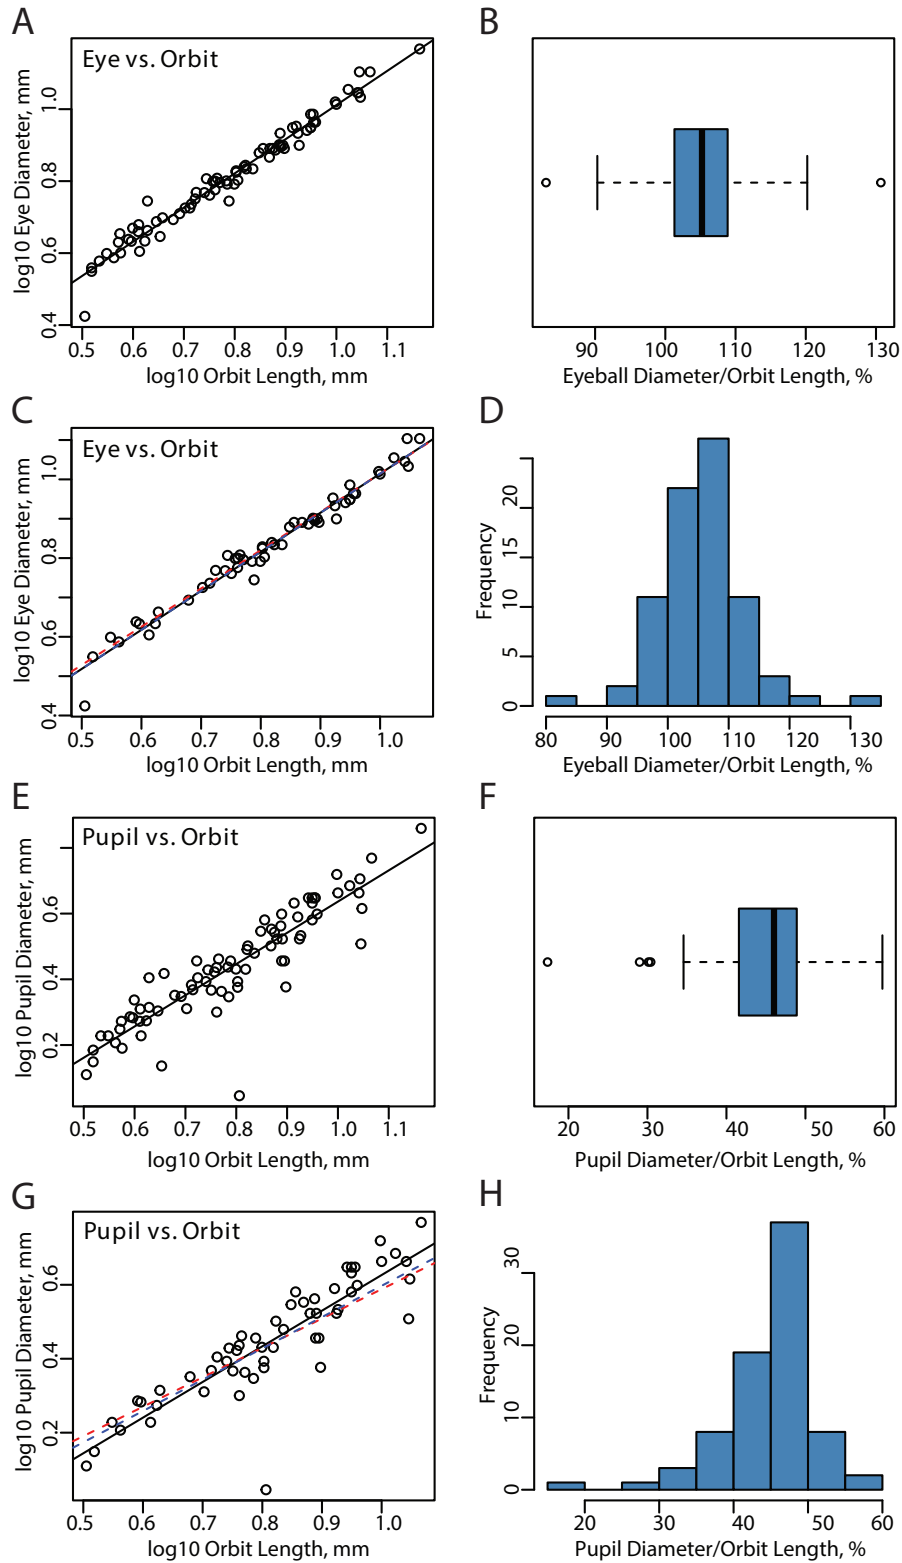 A
Eye vs. Orbit
log10 Eye Diameter, mm
0.4 0.6 0.8 1.0
0.5 0.6 0.7 0.8 0.9 1.0 1.1
log10 Orbit Length, mm
B
90 100 110 120 130
Eyeball Diameter/Orbit Length, %
C
Eye vs. Orbit
log10 Eye Diameter, mm
0.4 0.6 0.8 1.0
0.5 0.6 0.7 0.8 0.9 1.0
log10 Orbit Length, mm
D
Frequency
0 5 10 15 20
80 90 100 110 120 130
Eyeball Diameter/Orbit Length, %
E
Pupil vs. Orbit
log10 Pupil Diameter, mm
0.2 0.4 0.6
0.5 0.6 0.7 0.8 0.9 1.0 1.1
log10 Orbit Length, mm
F
20 30 40 50 60
Pupil Diameter/Orbit Length, %
G
Pupil vs. Orbit
log10 Pupil Diameter, mm
0.2 0.4 0.6
0.5 0.6 0.7 0.8 0.9 1.0
log10 Orbit Length, mm
H
Frequency
0 10 20 30
20 30 40 50 60
Pupil Diameter/Orbit Length, %